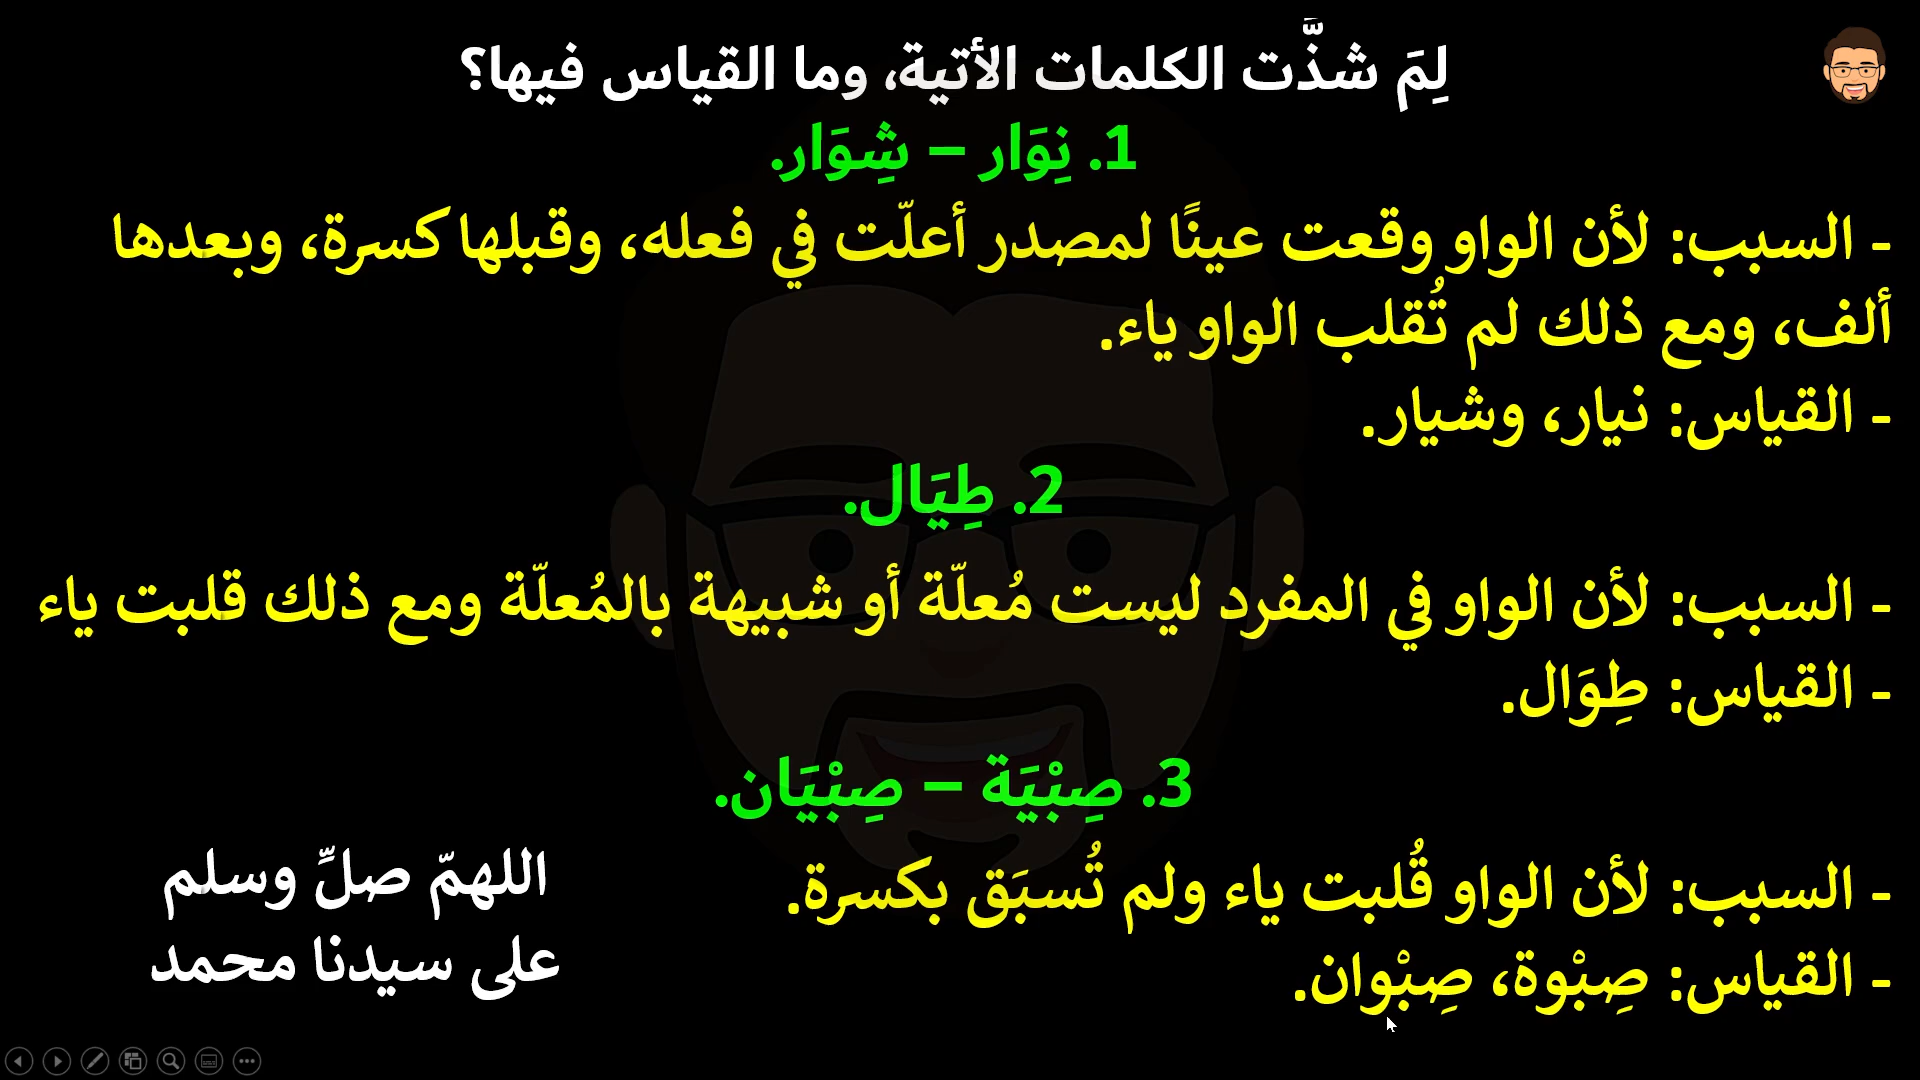 لِمَ شذَّت الكلمات الأتية، وما القياس فيها؟
1. نِوَار – شِوَار.
- السبب: لأن الواو وقعت عينًا لمصدر أعلّت في فعله، وقبلها كسرة، وبعدها
ألف، ومع ذلك لم تُقلب الواو ياء.
- القياس: نيار، وشيار.
2. طِيَال.
- السبب: لأن الواو في المفرد ليست مُعلّة أو شبيهة بالمُعلّة ومع ذلك قلبت ياء
- القياس: طِوَال.
3. صِبْيَة – صِبْيَان.
- السبب: لأن الواو قُلبت ياء ولم تُسبَق بكسرة.
- القياس: صِبْوة، صِبْوان.
اللهمّ صلِّ وسلم
على سيدنا محمد